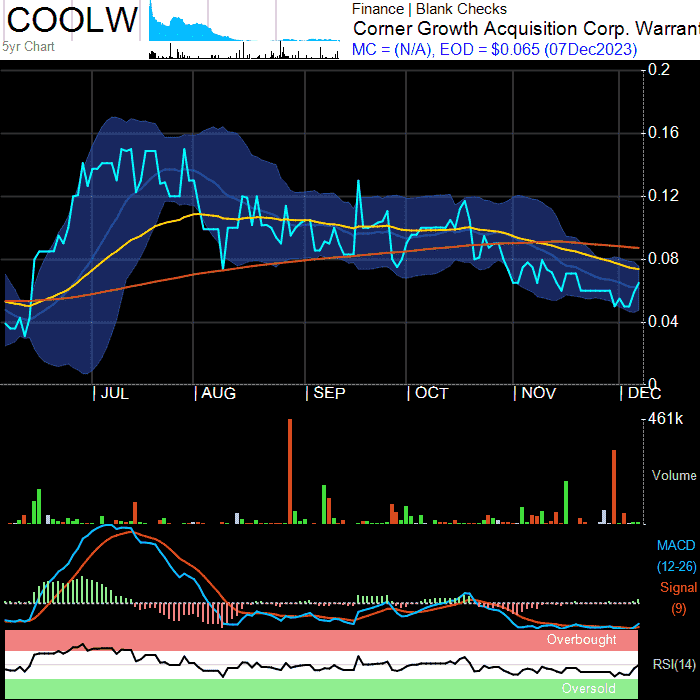 COOLW
5yr Chart
Finance | Blank Checks
Corner Growth Acquisition Corp. Warrant
MC = (N/A), EOD = $0.065 (07Dec2023)
0.2
0.16
0.12
0.08
0.04
0
JUL AUG SEP OCT NOV DEC
461k
Volume
MACD
(12-26)
Signal
(9)
Overbought
RSI(14)
Oversold